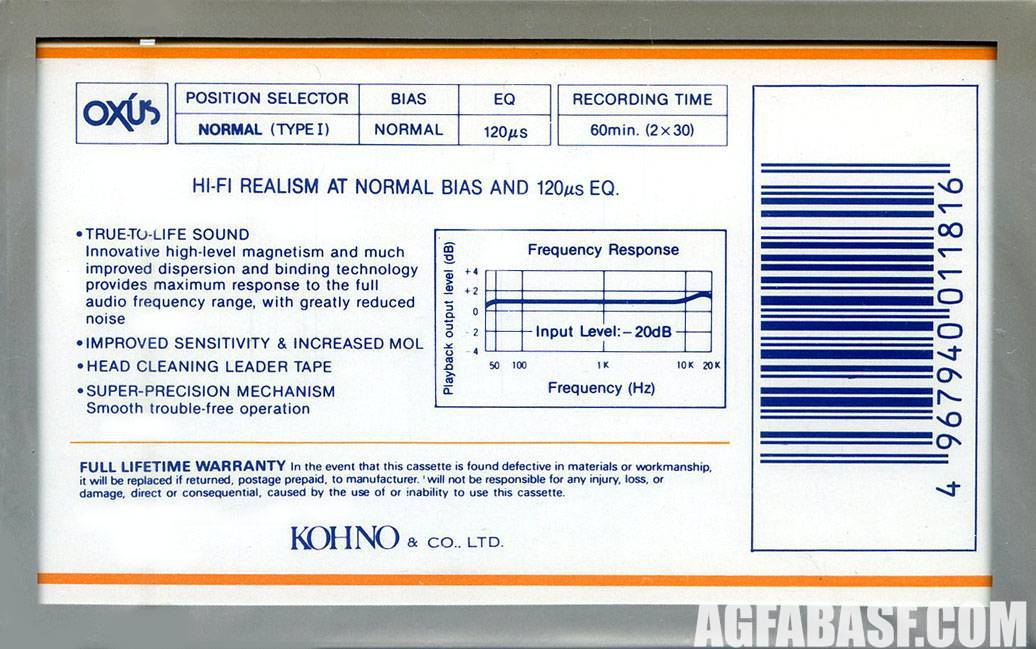 OXÚS
POSITION SELECTOR BIAS EQ RECORDING TIME
NORMAL (TYPE I) NORMAL 120μs 60min. (2×30)
HI-FI REALISM AT NORMAL BIAS AND 120μs EQ.
•TRUE-TO-LIFE SOUND
Innovative high-level magnetism and much
improved dispersion and binding technology
provides maximum response to the full
audio frequency range, with greatly reduced
noise
•IMPROVED SENSITIVITY & INCREASED MOL
•HEAD CLEANING LEADER TAPE
•SUPER-PRECISION MECHANISM
Smooth trouble-free operation
Frequency Response
Playback output level (dB)
+4
+2
0
-2
-4
Input Level:-20dB
50 100 1K 10K 20K
Frequency (Hz)
FULL LIFETIME WARRANTY In the event that this cassette is found defective in materials or workmanship,
it will be replaced if returned, postage prepaid, to manufacturer. will not be responsible for any injury, loss, or
damage, direct or consequential, caused by the use of or inability to use this cassette.
KOHNO & CO., LTD.
4 967940 011816
AGFABASF.COM